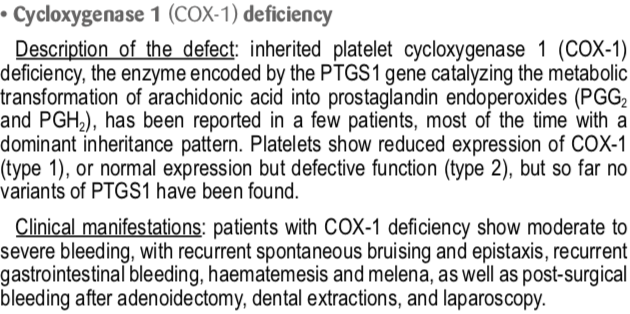 • Cycloxygenase 1 (COX-1) deficiency
Description of the defect: inherited platelet cycloxygenase 1 (COX-1)
deficiency, the enzyme encoded by the PTGS1 gene catalyzing the metabolic
transformation of arachidonic acid into prostaglandin endoperoxides (PGG₂
and PGH₂), has been reported in a few patients, most of the time with a
dominant inheritance pattern. Platelets show reduced expression of COX-1
(type 1), or normal expression but defective function (type 2), but so far no
variants of PTGS1 have been found.
Clinical manifestations: patients with COX-1 deficiency show moderate to
severe bleeding, with recurrent spontaneous bruising and epistaxis, recurrent
gastrointestinal bleeding, haematemesis and melena, as well as post-surgical
bleeding after adenoidectomy, dental extractions, and laparoscopy.